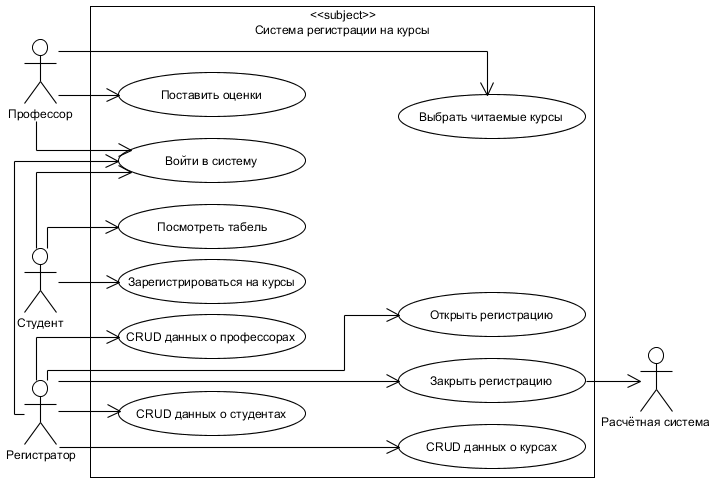 <<subject>>
Система регистрации на курсы
Профессор
Поставить оценки
Выбрать читаемые курсы
Войти в систему
Посмотреть табель
Студент
Зарегистрироваться на курсы
Открыть регистрацию
CRUD данных о профессорах
Закрыть регистрацию
Расчётная система
CRUD данных о студентах
Регистратор
CRUD данных о курсах